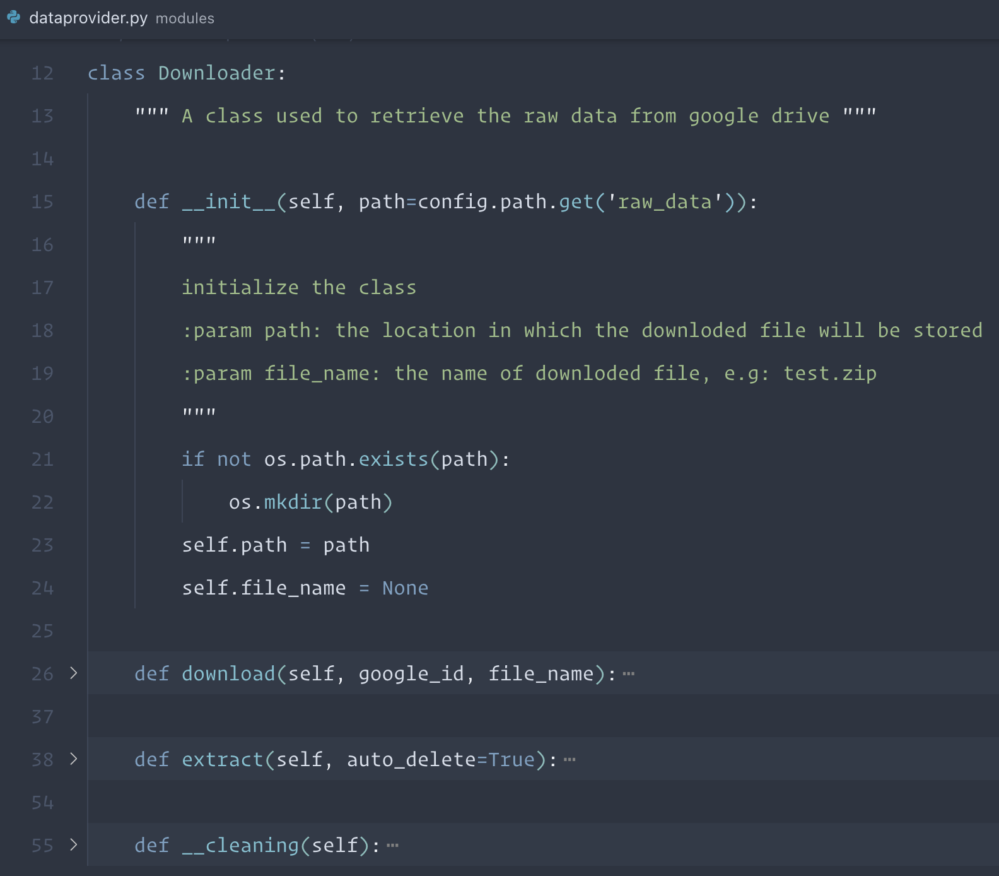 dataprovider.py modules
12 class Downloader:
13 """ A class used to retrieve the raw data from google drive """
14
15 def __init__(self, path=config.path.get('raw_data')):
16 """
17 initialize the class
18 :param path: the location in which the downloded file will be stored
19 :param file_name: the name of downloded file, e.g: test.zip
20 """
21 if not os.path.exists(path):
22 os.mkdir(path)
23 self.path = path
24 self.file_name = None
25
26 def download(self, google_id, file_name):⋯
37
38 def extract(self, auto_delete=True):⋯
54
55 def __cleaning(self):⋯